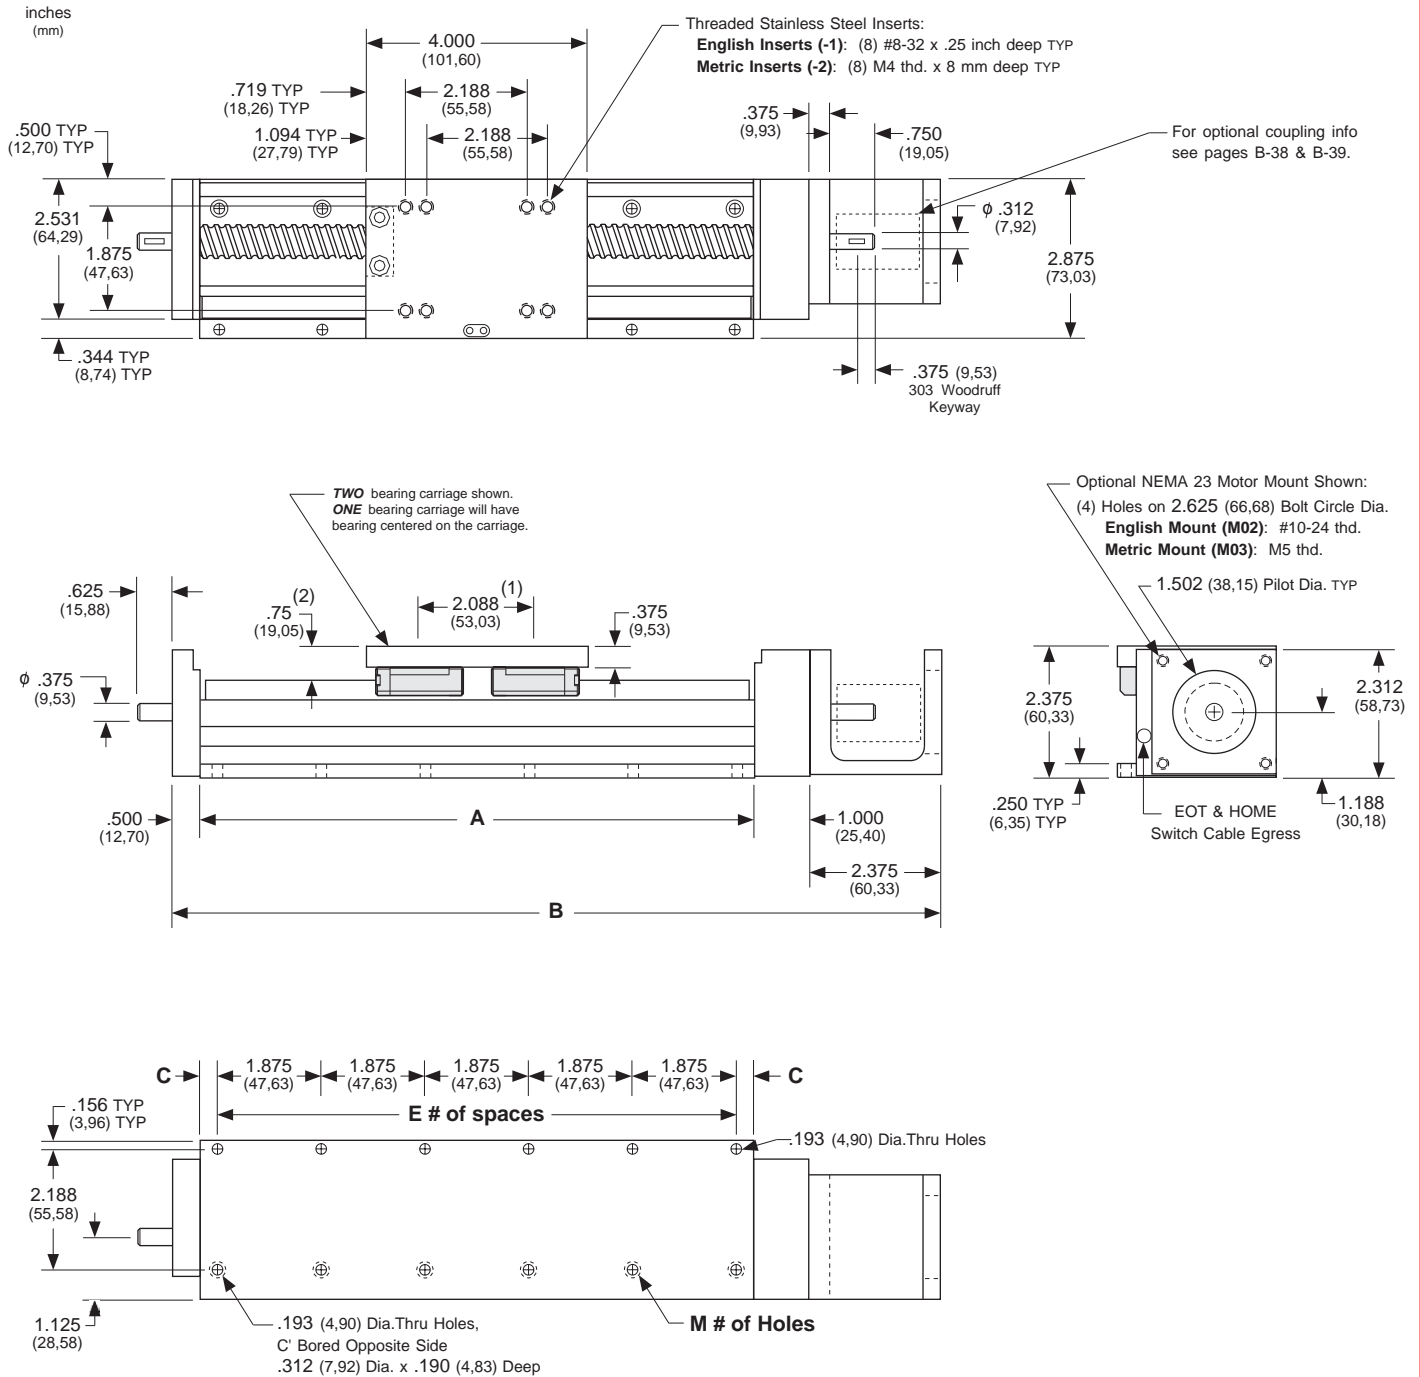 inches
(mm)
Threaded Stainless Steel Inserts:
English Inserts (-1): (8) #8-32 x .25 inch deep TYP
Metric Inserts (-2): (8) M4 thd. x 8 mm deep TYP
4.000
(101,60)
.719 TYP
(18,26) TYP
2.188
(55,58)
1.094 TYP
(27,79) TYP
2.188
(55,58)
.500 TYP
(12,70) TYP
.375
(9,93)
.750
(19,05)
For optional coupling info
see pages B-38 & B-39.
2.531
(64,29)
1.875
(47,63)
ϕ .312
(7,92)
2.875
(73,03)
.344 TYP
(8,74) TYP
.375 (9,53)
303 Woodruff
Keyway
TWO bearing carriage shown.
ONE bearing carriage will have
bearing centered on the carriage.
Optional NEMA 23 Motor Mount Shown:
(4) Holes on 2.625 (66,68) Bolt Circle Dia.
English Mount (M02): #10-24 thd.
Metric Mount (M03): M5 thd.
1.502 (38,15) Pilot Dia. TYP
.625
(15,88)
(2)
.75
(19,05)
(1)
2.088
(53,03)
.375
(9,53)
ϕ .375
(9,53)
2.375
(60,33)
2.312
(58,73)
.250 TYP
(6,35) TYP
EOT & HOME
Switch Cable Egress
1.188
(30,18)
.500
(12,70)
A
1.000
(25,40)
2.375
(60,33)
B
C
1.875
(47,63)
1.875
(47,63)
1.875
(47,63)
1.875
(47,63)
1.875
(47,63)
C
E # of spaces
.156 TYP
(3,96) TYP
.193 (4,90) Dia.Thru Holes
2.188
(55,58)
1.125
(28,58)
.193 (4,90) Dia.Thru Holes,
C' Bored Opposite Side
.312 (7,92) Dia. x .190 (4,83) Deep
M # of Holes